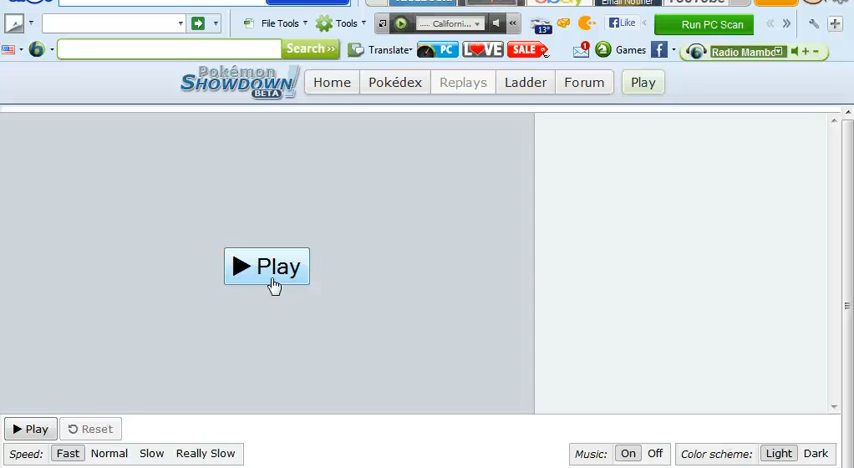 File Tools Tools .... Californi... 13° Like Run PC Scan
Search>> Translate PC LOVE SALE Games Radio Mambo
Pokémon
SHOWDOWN!
BETA
Home Pokédex Replays Ladder Forum Play
Play
Play Reset
Speed: Fast Normal Slow Really Slow Music: On Off Color scheme: Light Dark